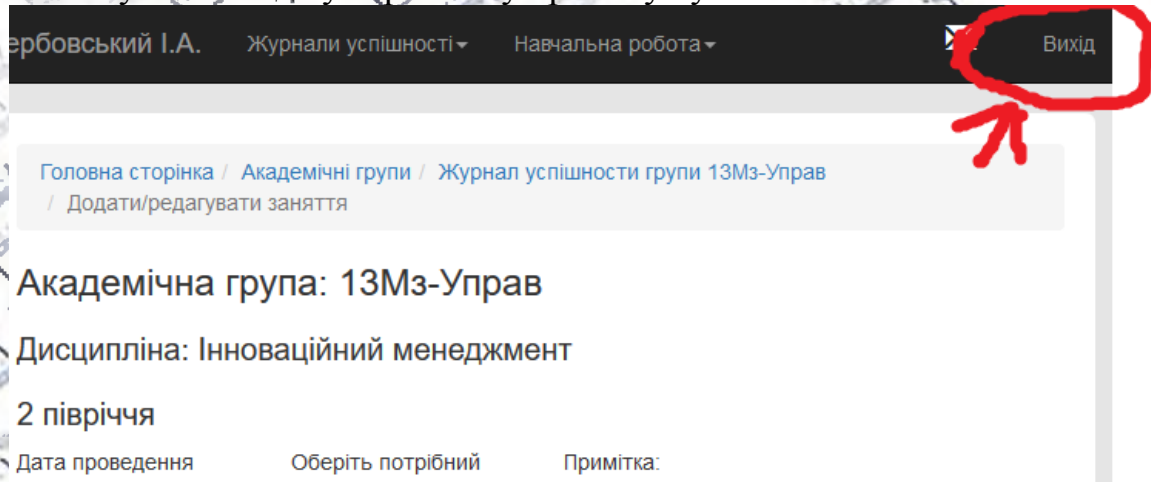 ербовський І.А. Журнали успішності Навчальна робота Вихід
Головна сторінка / Академічні групи / Журнал успішности групи 13Мз-Управ
/ Додати/редагувати заняття
Академічна група: 13Мз-Управ
Дисципліна: Інноваційний менеджмент
2 півріччя
Дата проведення Оберіть потрібний Примітка: